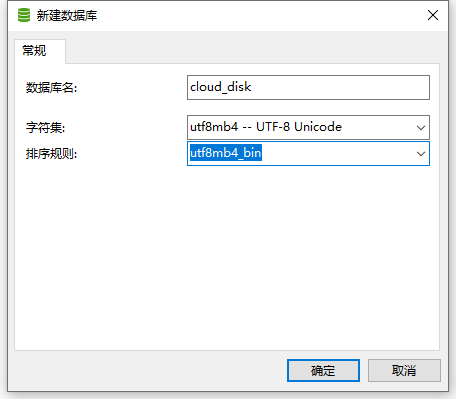 新建数据库
常规
数据库名: cloud_disk
字符集: utf8mb4 -- UTF-8 Unicode
排序规则: utf8mb4_bin
确定 取消